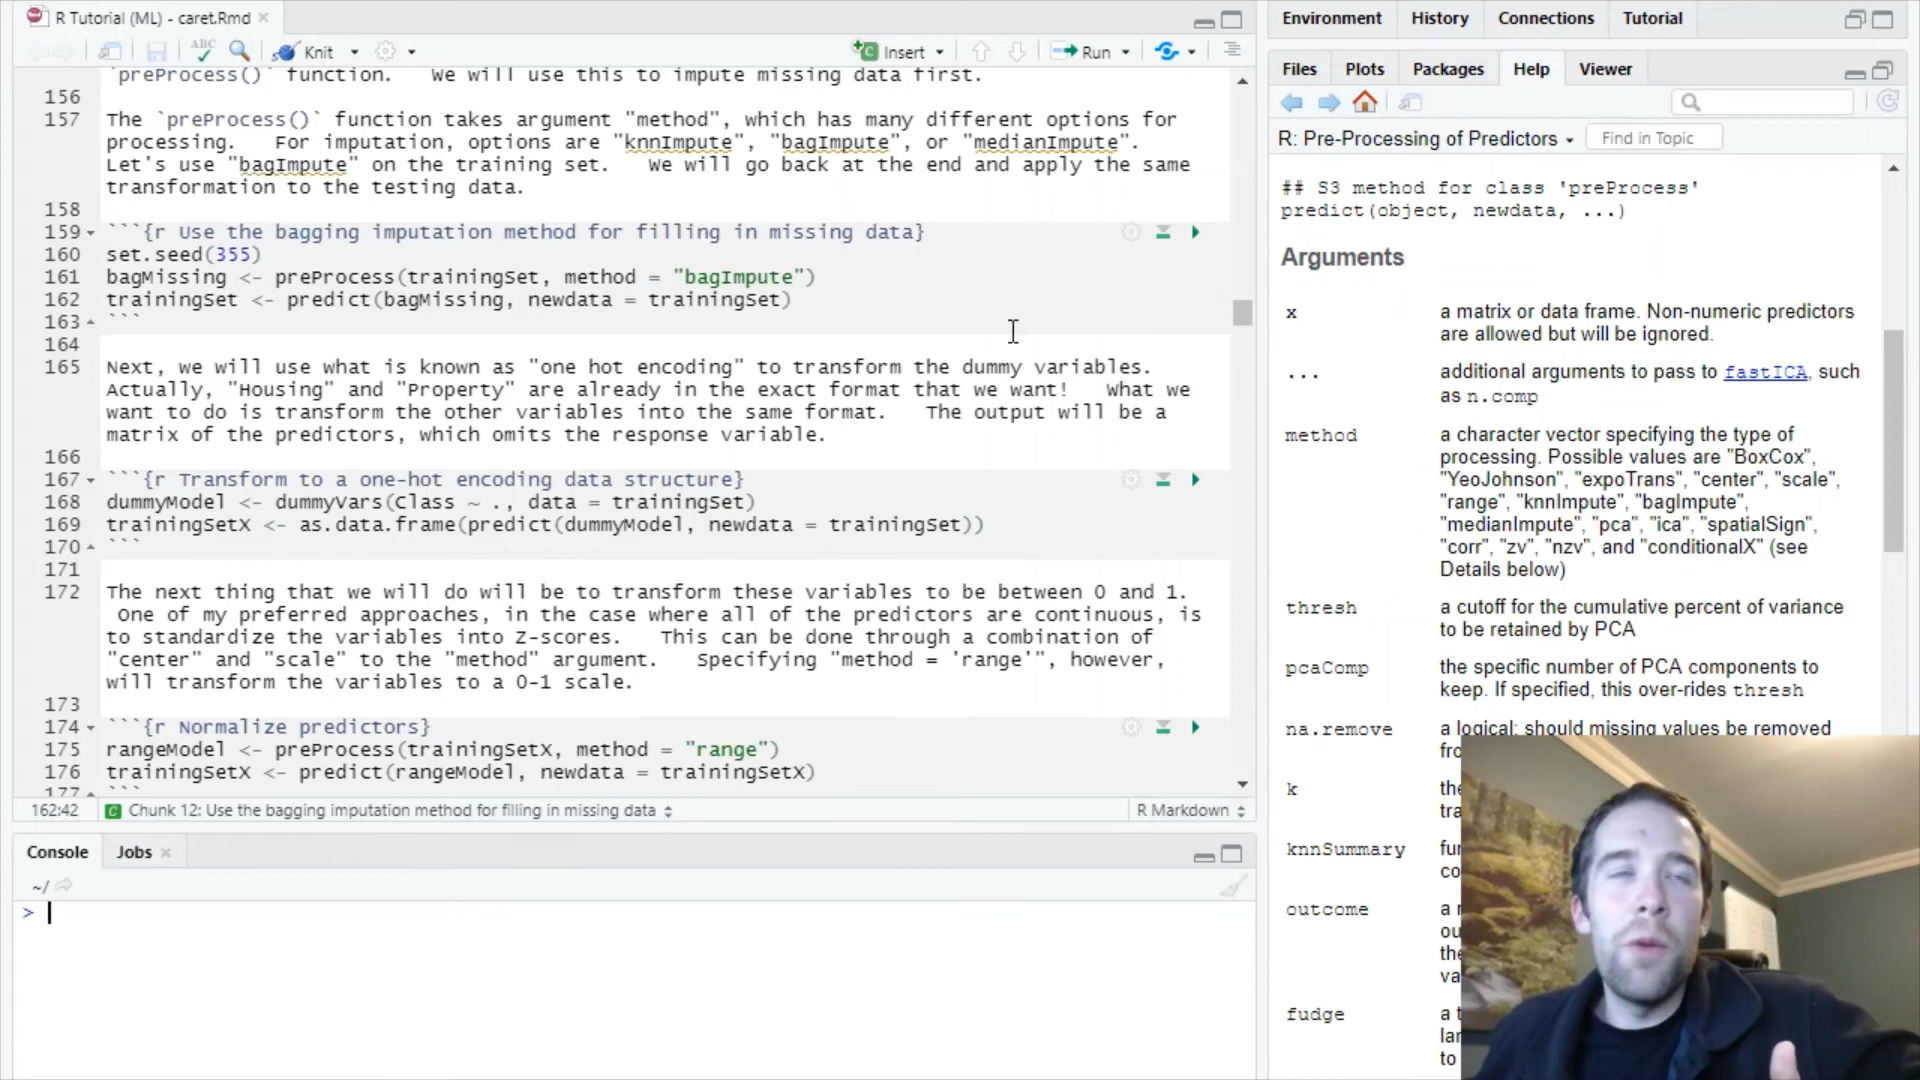 R Tutorial (ML) - caret.Rmd
Environment History Connections Tutorial
ABC Knit Insert Run
Files Plots Packages Help Viewer
R: Pre-Processing of Predictors Find in Topic
`preProcess()` function.   We will use this to impute missing data first.
156
157 The `preProcess()` function takes argument "method", which has many different options for
processing.   For imputation, options are "knnImpute", "bagImpute", or "medianImpute".
Let's use "bagImpute" on the training set.   We will go back at the end and apply the same
transformation to the testing data.
158
159 ```{r Use the bagging imputation method for filling in missing data}
160 set.seed(355)
161 bagMissing <- preProcess(trainingSet, method = "bagImpute")
162 trainingSet <- predict(bagMissing, newdata = trainingSet)
163 ```
164
165 Next, we will use what is known as "one hot encoding" to transform the dummy variables.
Actually, "Housing" and "Property" are already in the exact format that we want!   What we
want to do is transform the other variables into the same format.   The output will be a
matrix of the predictors, which omits the response variable.
166
167 ```{r Transform to a one-hot encoding data structure}
168 dummyModel <- dummyVars(Class ~ ., data = trainingSet)
169 trainingSetX <- as.data.frame(predict(dummyModel, newdata = trainingSet))
170 ```
171
172 The next thing that we will do will be to transform these variables to be between 0 and 1.
One of my preferred approaches, in the case where all of the predictors are continuous, is
to standardize the variables into Z-scores.   This can be done through a combination of
"center" and "scale" to the "method" argument.   Specifying "method = 'range'", however,
will transform the variables to a 0-1 scale.
173
174 ```{r Normalize predictors}
175 rangeModel <- preProcess(trainingSetX, method = "range")
176 trainingSetX <- predict(rangeModel, newdata = trainingSetX)
177 ```
162:42 C Chunk 12: Use the bagging imputation method for filling in missing data R Markdown
Console Jobs
~/
>
## S3 method for class 'preProcess'
predict(object, newdata, ...)
Arguments
x a matrix or data frame. Non-numeric predictors
are allowed but will be ignored.
... additional arguments to pass to fastICA, such
as n.comp
method a character vector specifying the type of
processing. Possible values are "BoxCox",
"YeoJohnson", "expoTrans", "center", "scale",
"range", "knnImpute", "bagImpute",
"medianImpute", "pca", "ica", "spatialSign",
"corr", "zv", "nzv", and "conditionalX" (see
Details below)
thresh a cutoff for the cumulative percent of variance
to be retained by PCA
pcaComp the specific number of PCA components to
keep. If specified, this over-rides thresh
na.remove a logical; should missing values be removed
k
knnSummary
outcome
fudge
to